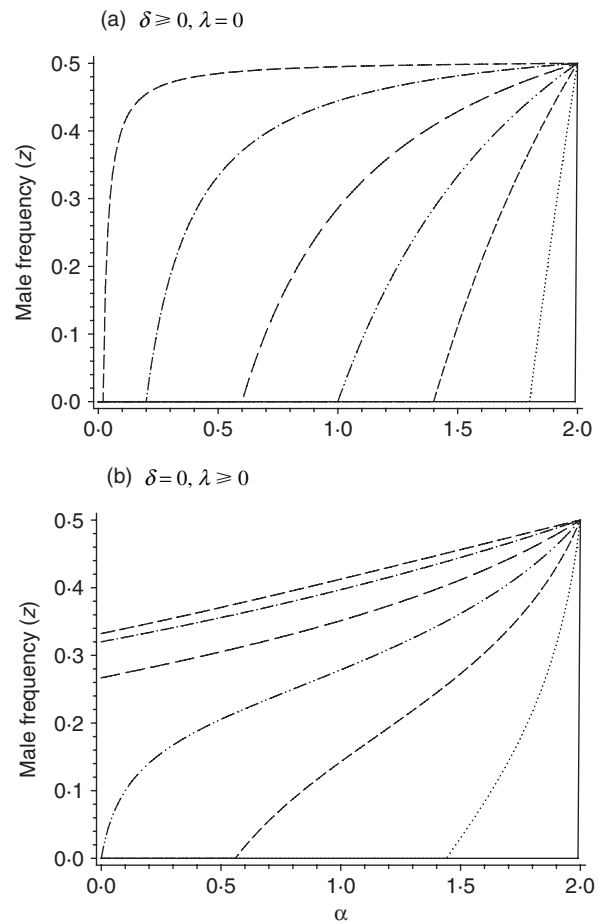 (a) δ ⩾ 0, λ = 0
0·5
0·4
0·3
0·2
0·1
0·0
Male frequency (z)
0·0 0·5 1·0 1·5 2·0
(b) δ = 0, λ ⩾ 0
0·5
0·4
0·3
0·2
0·1
0·0
Male frequency (z)
0·0 0·5 1·0 1·5 2·0
α